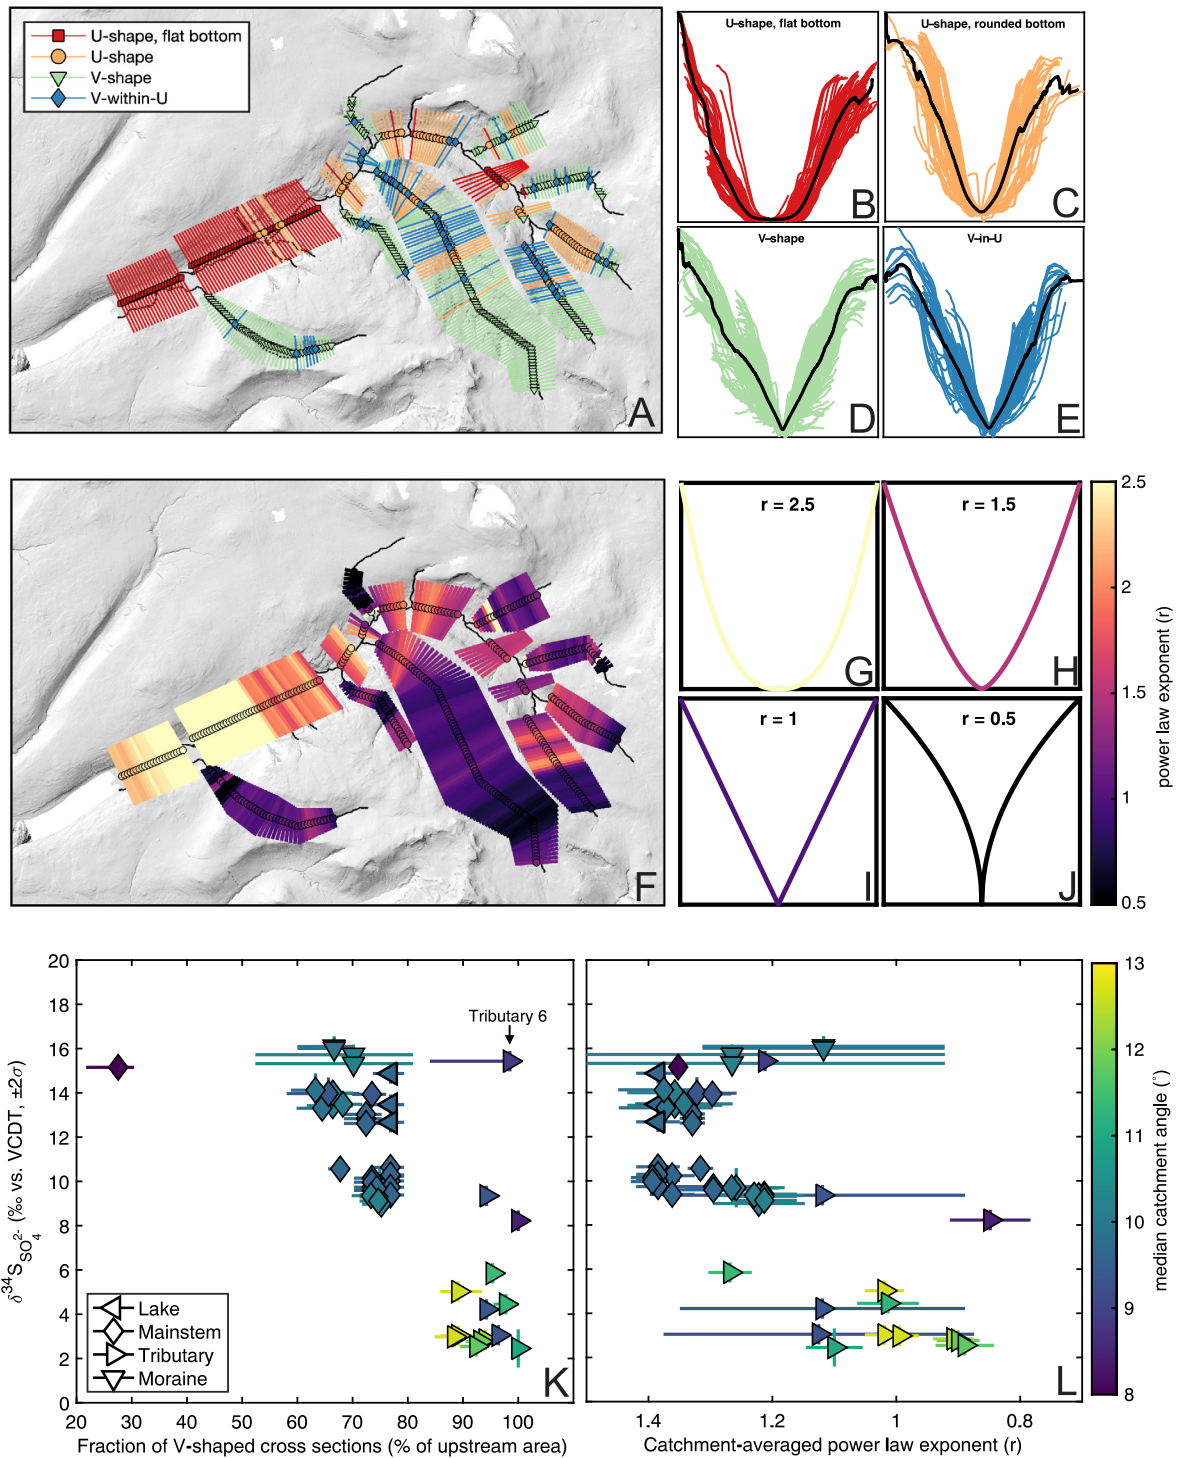 U-shape, flat bottom
U-shape
V-shape
V-within-U
A
U-shape, flat bottom
B
U-shape, rounded bottom
C
V-shape
D
V-in-U
E
F
r = 2.5
G
r = 1.5
H
r = 1
I
r = 0.5
J
2.5
2
1.5
1
0.5
power law exponent (r)
20
18
16
14
12
10
8
6
4
2
0
δ³⁴S_SO₄²⁻ (‰ vs. VCDT, ±2σ)
Tributary 6
Lake
Mainstem
Tributary
Moraine
K
20 30 40 50 60 70 80 90 100
Fraction of V-shaped cross sections (% of upstream area)
L
1.4 1.2 1 0.8
Catchment-averaged power law exponent (r)
13
12
11
10
9
8
median catchment angle (°)